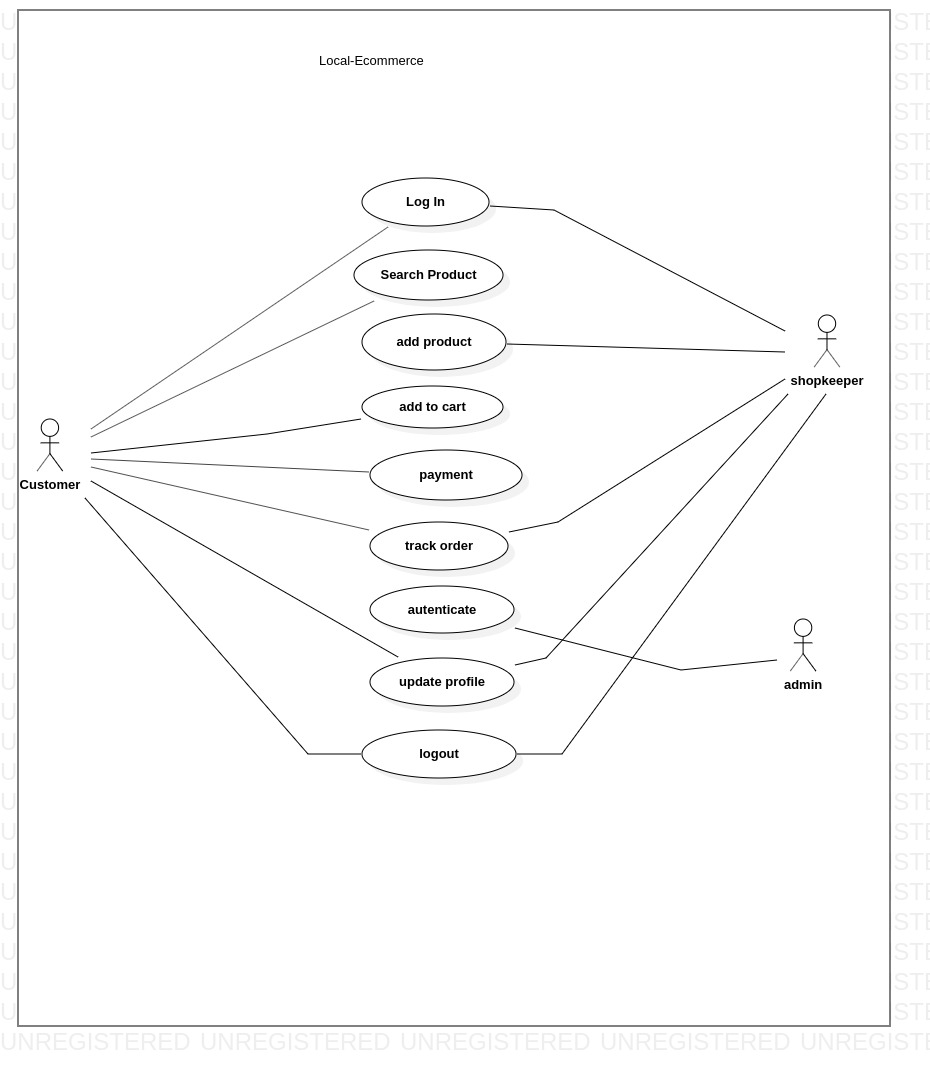 Local-Ecommerce
Log In
Search Product
add product
shopkeeper
add to cart
payment
Customer
track order
autenticate
update profile
admin
logout
UNREGISTERED UNREGISTERED UNREGISTERED UNREGISTERED UNREGISTE